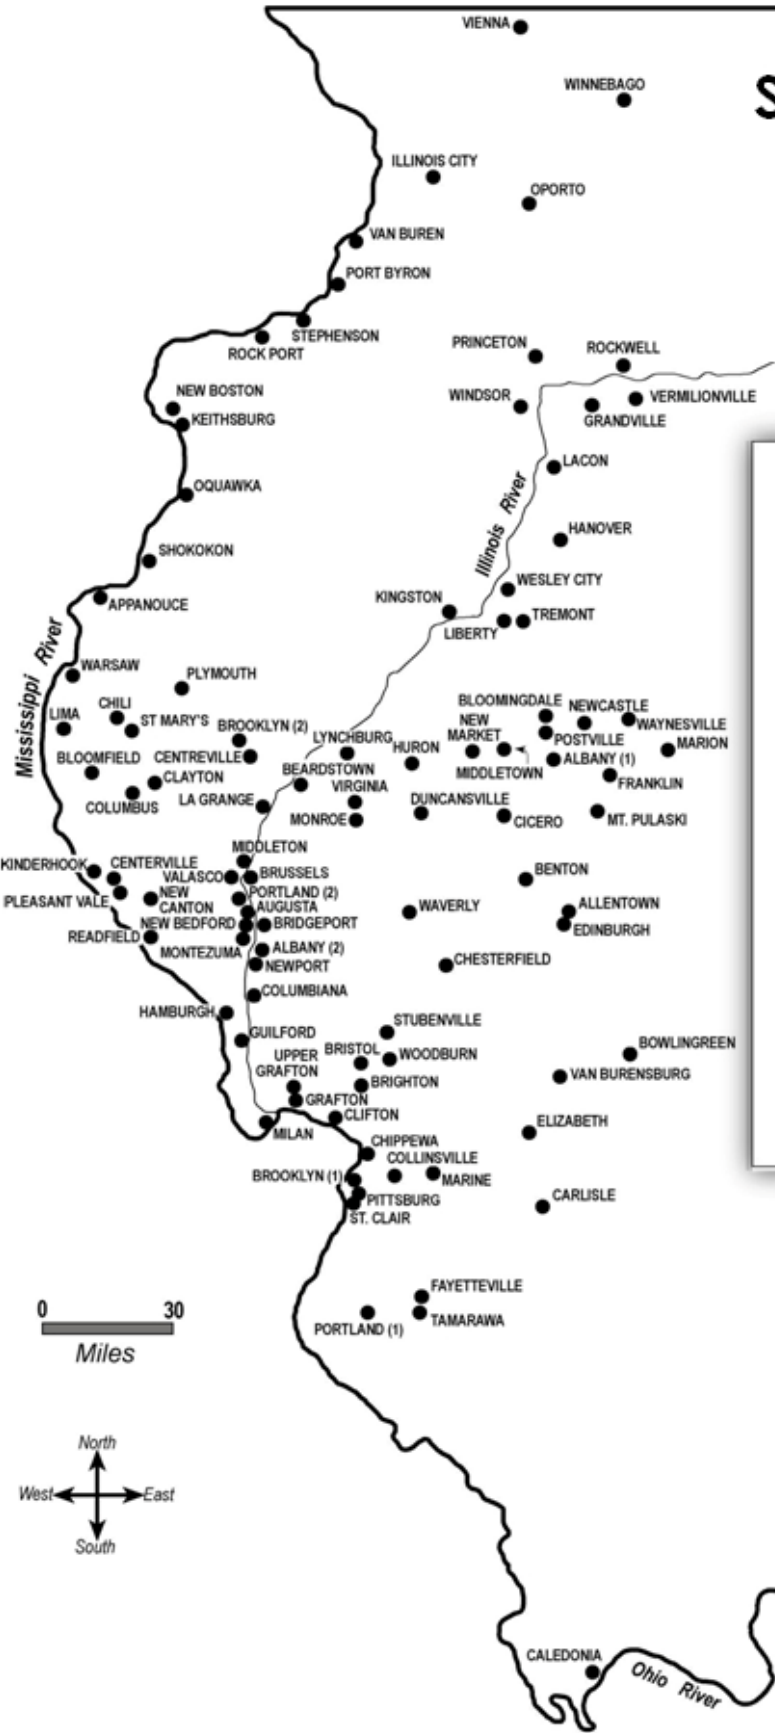 VIENNA
WINNEBAGO
S
ILLINOIS CITY
OPORTO
VAN BUREN
PORT BYRON
STEPHENSON
ROCK PORT
PRINCETON
ROCKWELL
NEW BOSTON
KEITHSBURG
WINDSOR
VERMILIONVILLE
GRANDVILLE
LACON
OQUAWKA
Illinois River
HANOVER
SHOKOKON
WESLEY CITY
APPANOUCE
KINGSTON
LIBERTY
TREMONT
Mississippi River
WARSAW
PLYMOUTH
LIMA
CHILI
ST MARY'S
BROOKLYN (2)
BLOOMINGDALE
NEWCASTLE
WAYNESVILLE
NEW
MARKET
POSTVILLE
MARION
LYNCHBURG
HURON
BLOOMFIELD
CENTREVILLE
MIDDLETOWN
ALBANY (1)
FRANKLIN
CLAYTON
BEARDSTOWN
VIRGINIA
COLUMBUS
LA GRANGE
MONROE
DUNCANSVILLE
CICERO
MT. PULASKI
MIDDLETON
KINDERHOOK
CENTERVILLE
VALASCO
BRUSSELS
BENTON
PLEASANT VALE
NEW
CANTON
PORTLAND (2)
AUGUSTA
WAVERLY
ALLENTOWN
NEW BEDFORD
BRIDGEPORT
EDINBURGH
READFIELD
MONTEZUMA
ALBANY (2)
NEWPORT
CHESTERFIELD
COLUMBIANA
HAMBURGH
GUILFORD
STUBENVILLE
UPPER
GRAFTON
BRISTOL
WOODBURN
BOWLINGREEN
BRIGHTON
VAN BURENSBURG
GRAFTON
CLIFTON
MILAN
ELIZABETH
CHIPPEWA
COLLINSVILLE
BROOKLYN (1)
MARINE
PITTSBURG
ST. CLAIR
CARLISLE
FAYETTEVILLE
PORTLAND (1)
TAMARAWA
0 30
Miles
North
West East
South
CALEDONIA
Ohio River